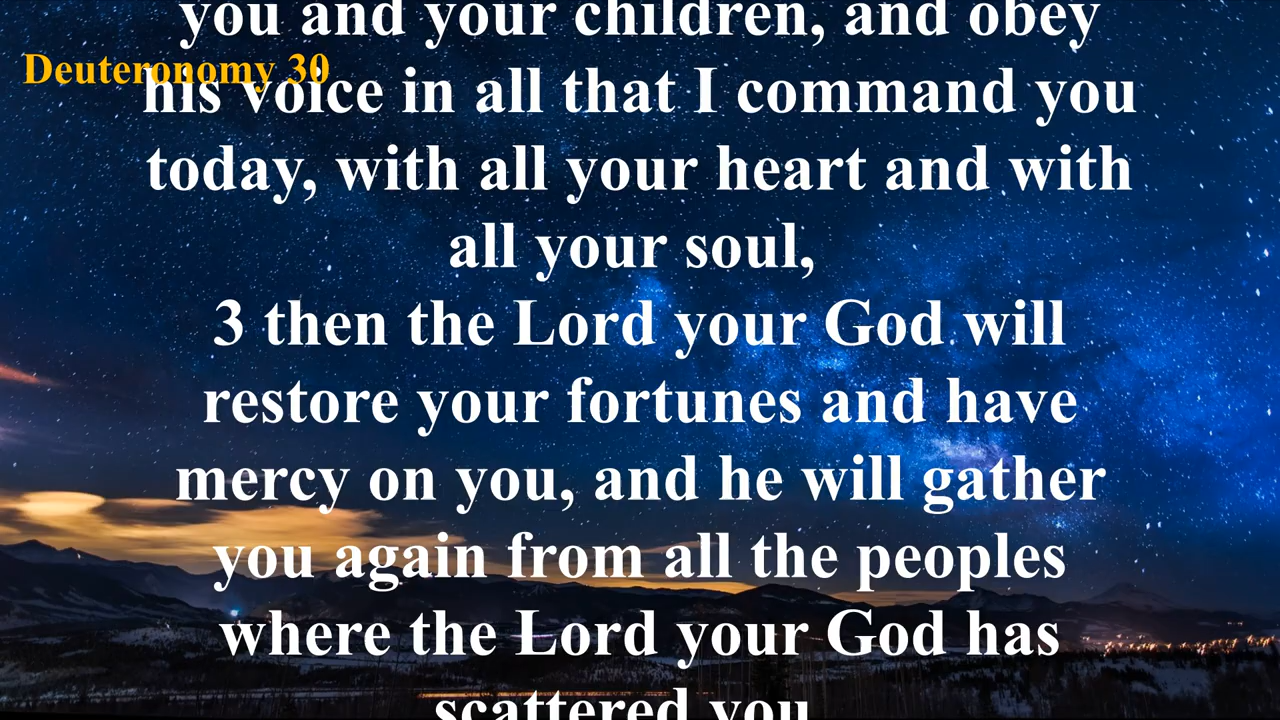 you and your children, and obey
Deuteronomy 30
his voice in all that I command you
today, with all your heart and with
all your soul,
3 then the Lord your God will
restore your fortunes and have
mercy on you, and he will gather
you again from all the peoples
where the Lord your God has
scattered you